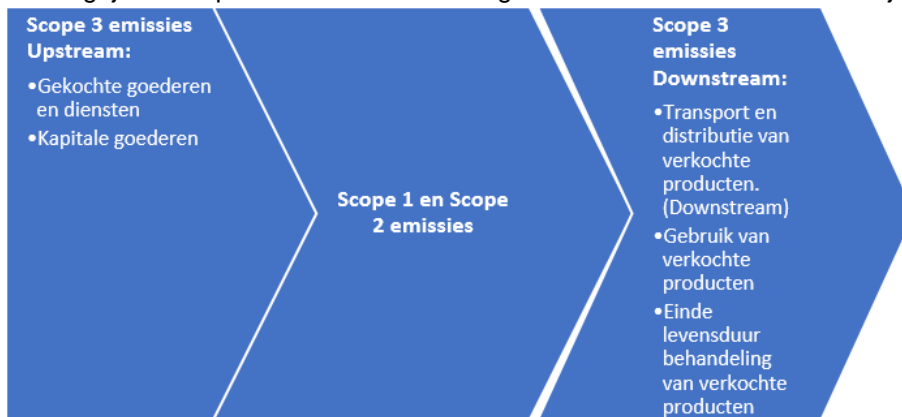 Scope 3 emissies
Upstream:
•Gekochte goederen
en diensten
•Kapitale goederen
Scope 1 en Scope
2 emissies
Scope 3
emissies
Downstream:
•Transport en
distributie van
verkochte
producten.
(Downstream)
•Gebruik van
verkochte
producten
•Einde
levensduur
behandeling
van verkochte
producten